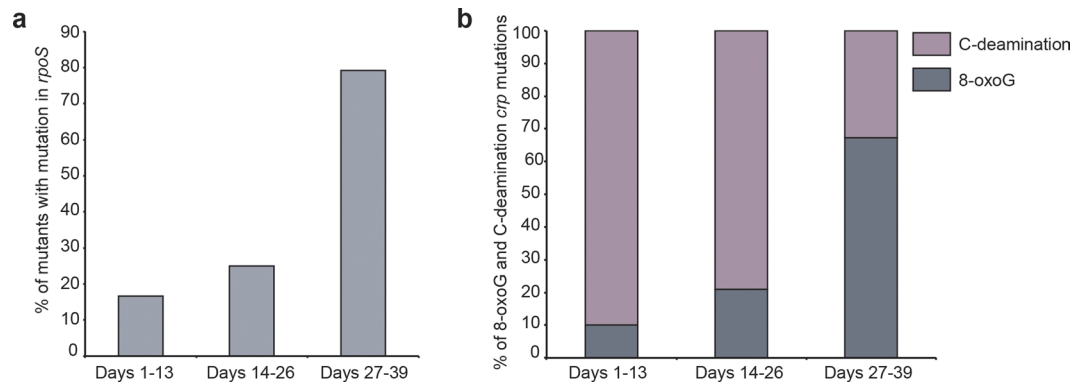 a
% of mutants with mutation in rpoS
90
80
70
60
50
40
30
20
10
0
Days 1-13
Days 14-26
Days 27-39
b
% of 8-oxoG and C-deamination crp mutations
100
90
80
70
60
50
40
30
20
10
0
Days 1-13
Days 14-26
Days 27-39
C-deamination
8-oxoG